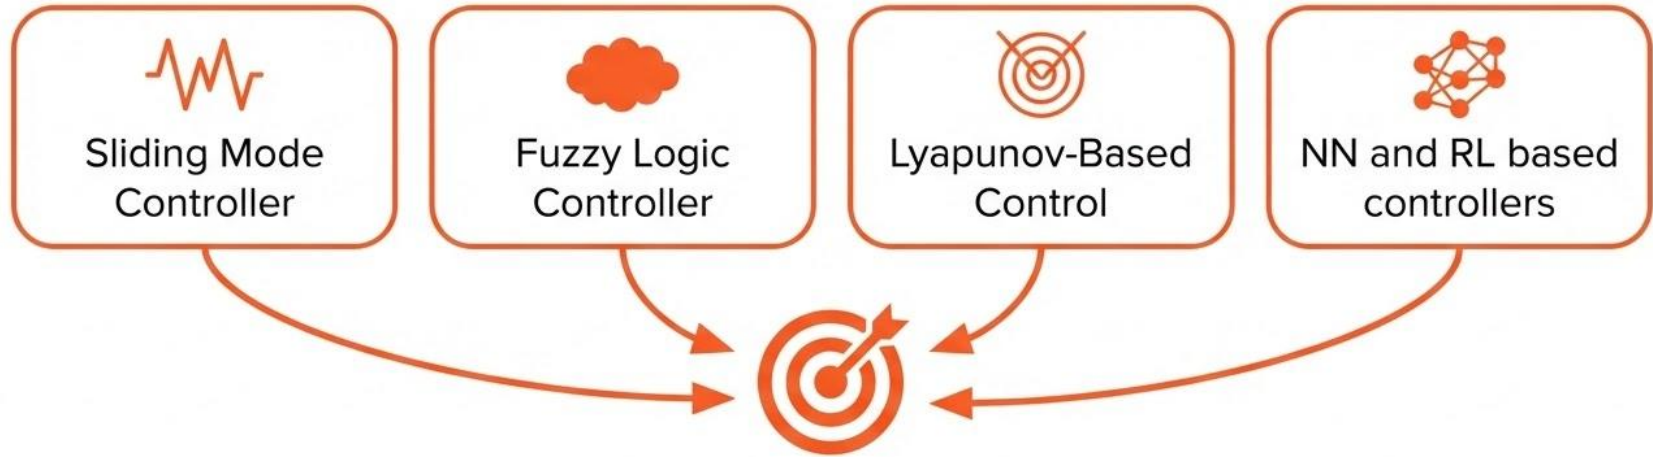 Sliding Mode
Controller
Fuzzy Logic
Controller
Lyapunov-Based
Control
NN and RL based
controllers